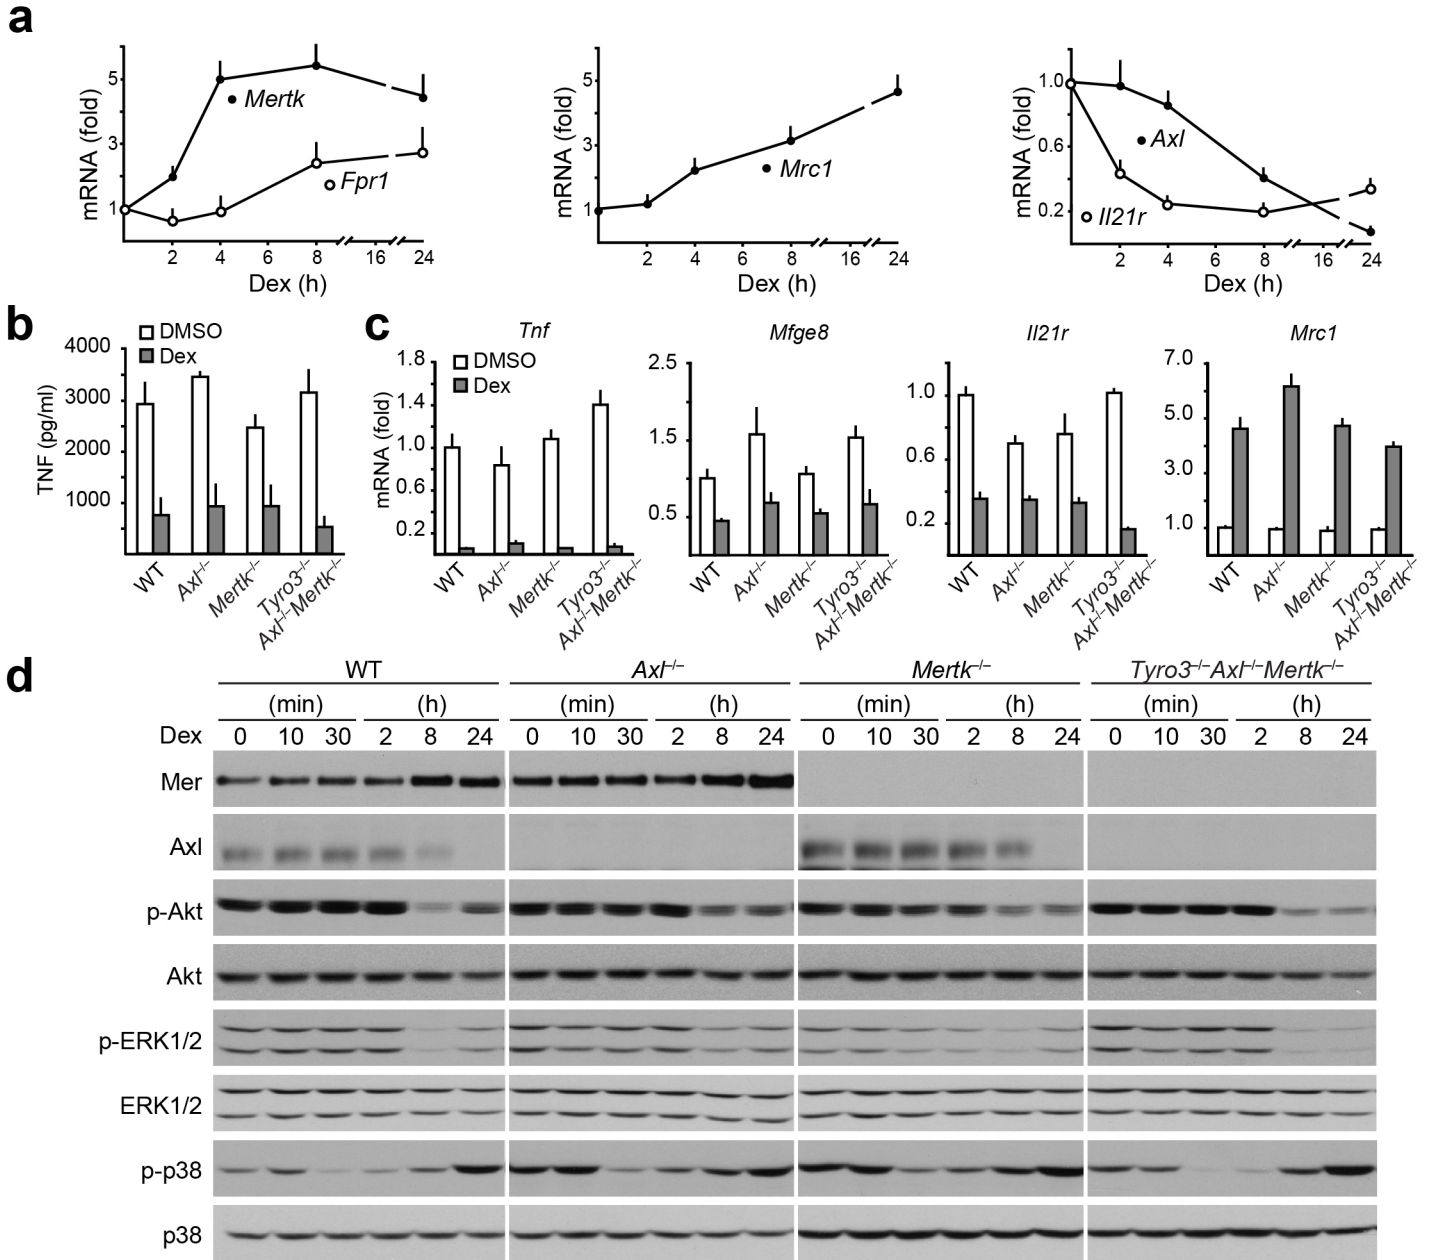 a
mRNA (fold)
5
3
1
Mertk
Fpr1
2 4 6 8 16 24
Dex (h)
mRNA (fold)
5
3
1
Mrc1
2 4 6 8 16 24
Dex (h)
mRNA (fold)
1.0
0.6
0.2
Axl
Il21r
2 4 6 8 16 24
Dex (h)
b
DMSO
Dex
TNF (pg/ml)
4000
3000
2000
1000
WT
Axl–/–
Mertk–/–
Tyro3–/–
Axl–/–Mertk–/–
c
Tnf
DMSO
Dex
mRNA (fold)
1.8
1.4
1.0
0.6
0.2
WT
Axl–/–
Mertk–/–
Tyro3–/–
Axl–/–Mertk–/–
Mfge8
2.5
1.5
0.5
WT
Axl–/–
Mertk–/–
Tyro3–/–
Axl–/–Mertk–/–
Il21r
1.0
0.6
0.2
WT
Axl–/–
Mertk–/–
Tyro3–/–
Axl–/–Mertk–/–
Mrc1
7.0
5.0
3.0
1.0
WT
Axl–/–
Mertk–/–
Tyro3–/–
Axl–/–Mertk–/–
d
WT Axl–/– Mertk–/– Tyro3–/–Axl–/–Mertk–/–
(min) (h) (min) (h) (min) (h) (min) (h)
Dex 0 10 30 2 8 24 0 10 30 2 8 24 0 10 30 2 8 24 0 10 30 2 8 24
Mer
Axl
p-Akt
Akt
p-ERK1/2
ERK1/2
p-p38
p38